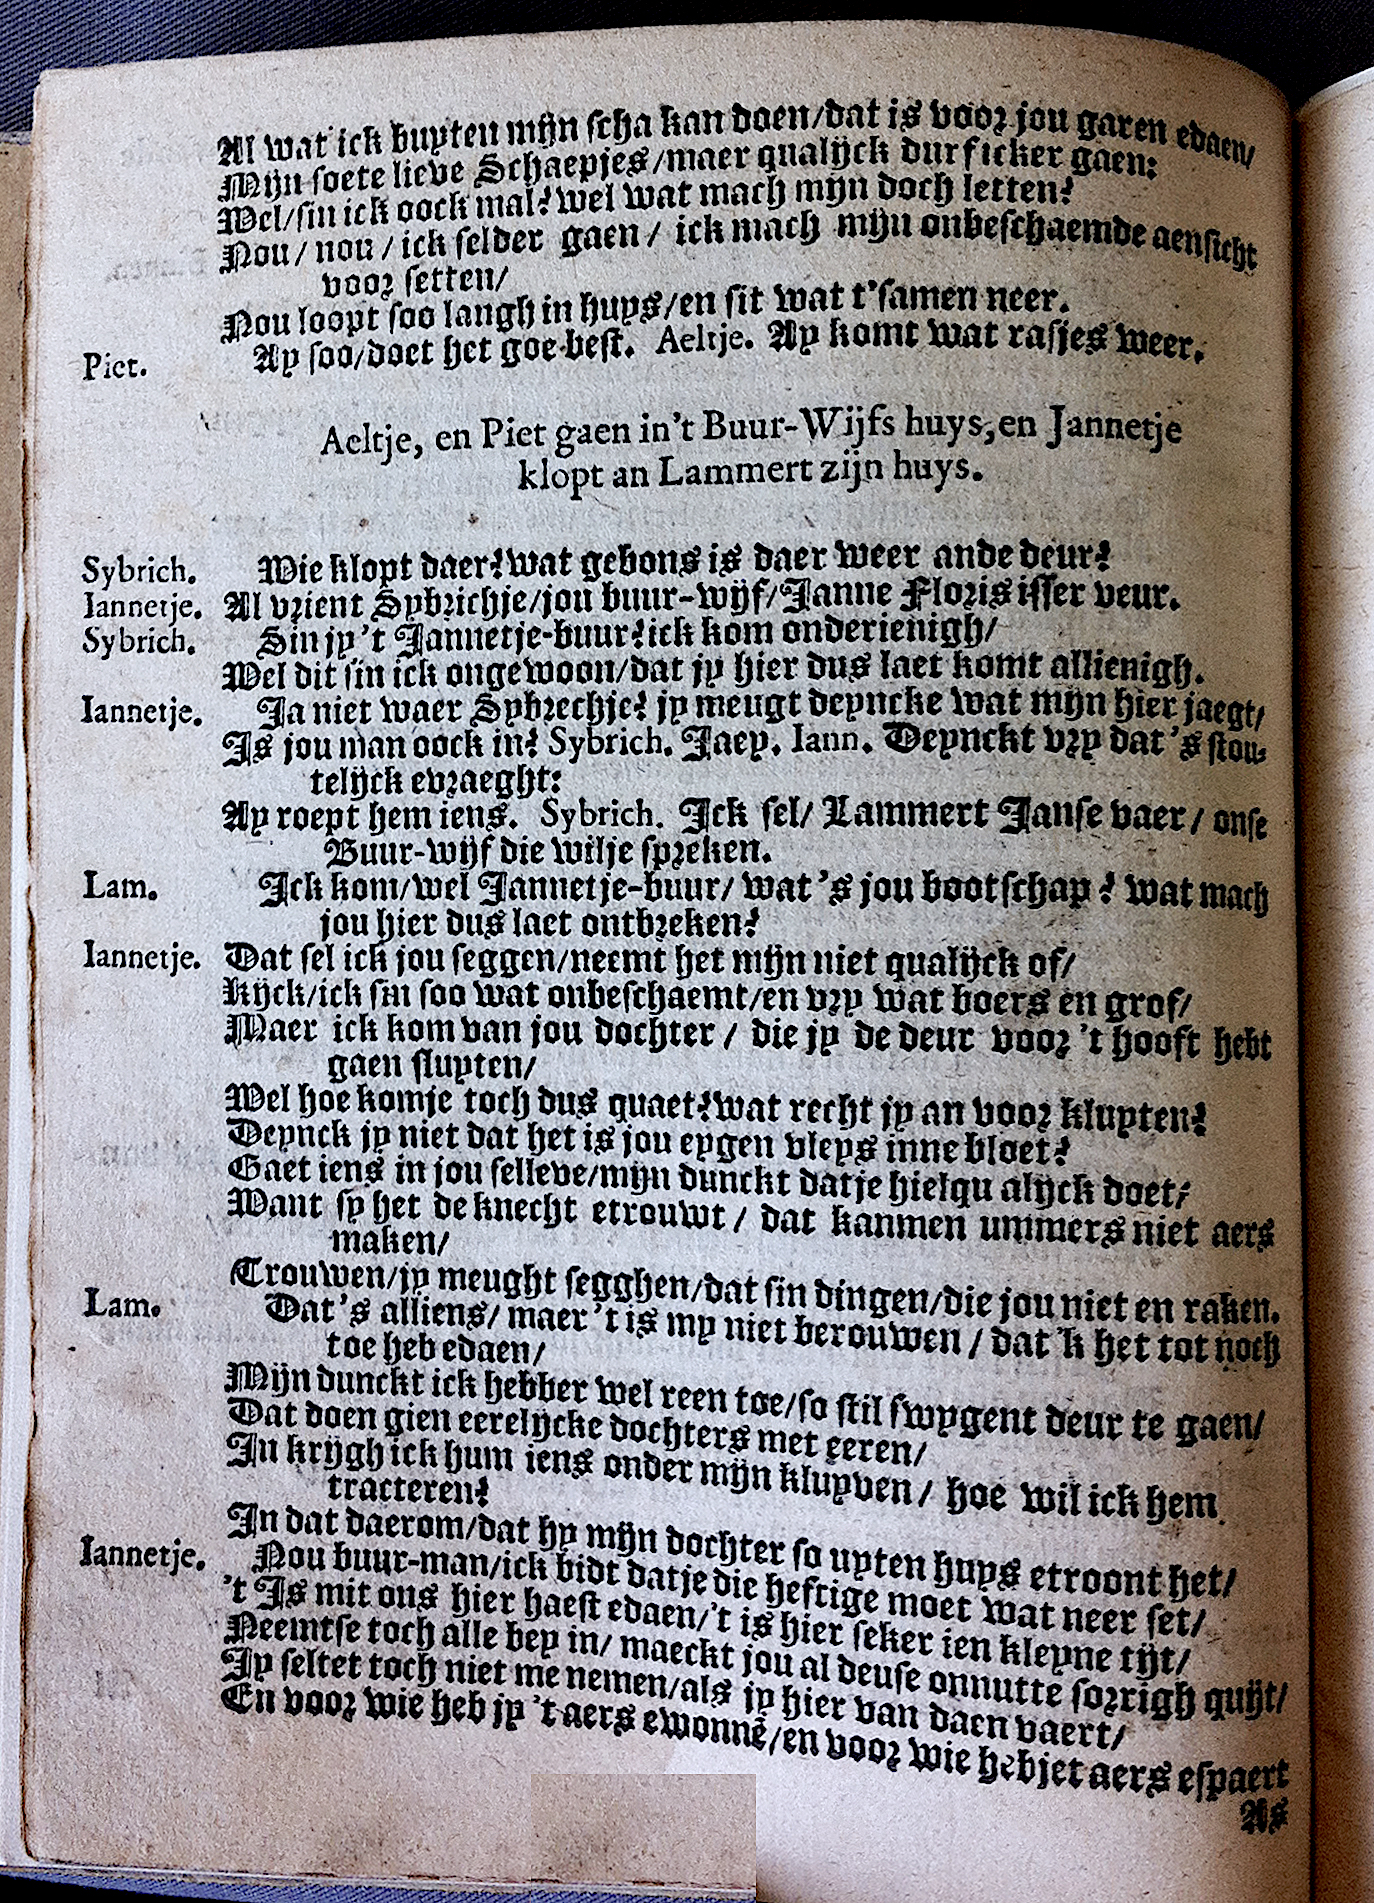 Al wat ick buyten mijn scha kan doen/dat is voor jou garen edaen/
Mijn soete lieve Schaepjes/maer qualijck durf icker gaen:
Wel/sin ick oock mal? wel wat mach mijn doch letten?
Nou/ nou / ick selder gaen / ick mach mijn onbeschaemde aensicht
voor setten/
Nou loopt soo langh in huys/en sit wat t'samen neer.
Piet. Ay soo/doet het goe best. Aeltje. Ay komt wat rasjes weer.
Aeltje, en Piet gaen in't Buur-Wijfs huys, en Jannetje
klopt an Lammert zijn huys.
Sybrich. Wie klopt daer? wat gebons is daer weer ande deur?
Iannetje. Al vrient Sybrichje/jou buur-wijf/Janne Floris isser veur.
Sybrich. Sin jy 't Jannetje-buur? ick kom onderienigh/
Wel dit sin ick ongewoon/dat jy hier dus laet komt allienigh.
Iannetje. Ja niet waer Sybrechje? jy meugt deyncke wat mijn hier jaegt/
Is jou man oock in? Sybrich. Jaey. Iann. Deynckt vry dat's stou-
telijck evraeght:
Ay roept hem iens. Sybrich. Ick sel/ Lammert Janse vaer / onse
Buur-wijf die wilje spreken.
Lam. Ick kom/wel Jannetje-buur/ wat's jou bootschap? wat mach
jou hier dus laet ontbreken?
Iannetje. Dat sel ick jou seggen/neemt het mijn niet qualijck of/
Kijck/ick sin soo wat onbeschaemt/en vry wat boers en grof/
Maer ick kom van jou dochter / die jy de deur voor 't hooft hebt
gaen sluyten/
Wel hoe komje toch dus quaet? wat recht jy an voor kluyten?
Deynck jy niet dat het is jou eygen vleys inne bloet?
Gaet iens in jou selleve/mijn dunckt datje hielqu alijck doet;
Want sy het de knecht etrouwt / dat kanmen ummers niet aers
maken/
Trouwen/jy meught segghen/dat sin dingen/die jou niet en raken.
Lam. Dat's alliens/ maer 't is my niet berouwen / dat 'k het tot noch
toe heb edaen/
Mijn dunckt ick hebber wel reen toe/so stil swygent deur te gaen/
Dat doen gien eerelijcke dochters met eeren/
In krijgh ick hum iens onder mijn kluyven / hoe wil ick hem
tracteren?
In dat daerom/dat hy mijn dochter so uyten huys etroont het/
Iannetje. Nou buur-man/ick bidt datje die heftige moet wat neer set/
't Is mit ons hier haest edaen/'t is hier seker ien kleyne tijt/
Neemtse toch alle bey in/ maeckt jou al deuse onnutte sorrigh quijt/
Jy seltet toch niet me nemen/als jy hier van daen vaert/
En voor wie heb jy 't aers ewonnē/en voor wie hebjet aers espaert
As